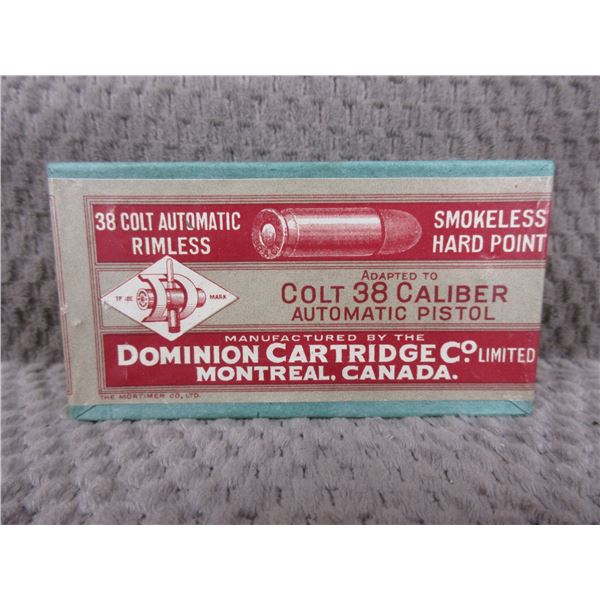 38 COLT AUTOMATIC
RIMLESS
SMOKELESS
HARD POINT
TRADE MARK
ADAPTED TO
COLT 38 CALIBER
AUTOMATIC PISTOL
MANUFACTURED BY THE
DOMINION CARTRIDGE CO. LIMITED
MONTREAL, CANADA.
THE MORTIMER CO, LTD.